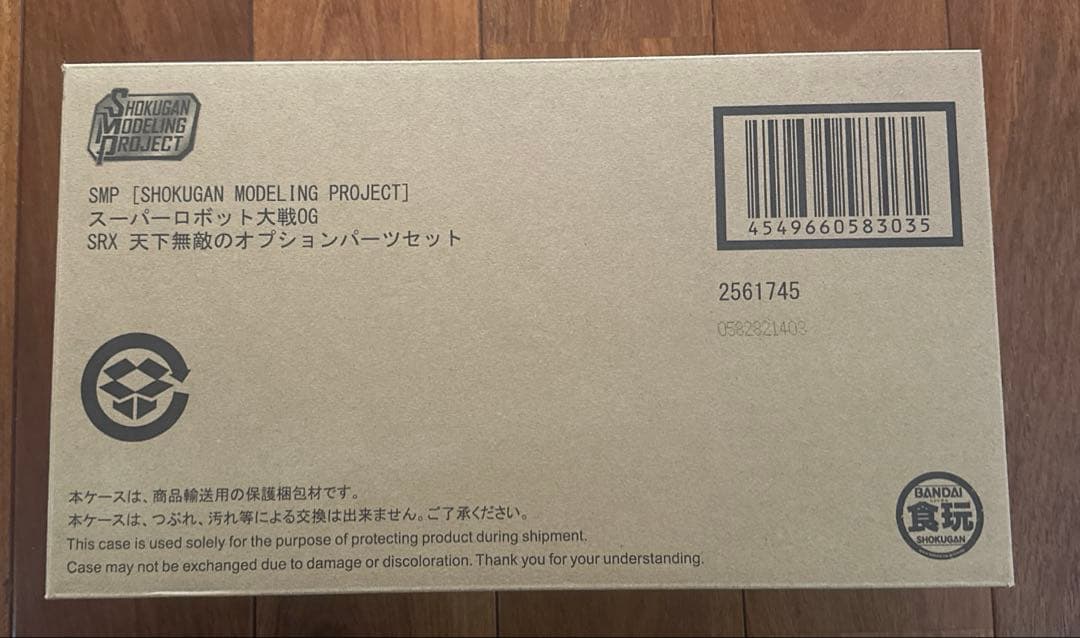 SHOKUGAN
MODELING
PROJECT
SMP [SHOKUGAN MODELING PROJECT]
スーパーロボット大戦OG
SRX 天下無敵のオプションパーツセット
4549660583035
2561745
0582821403
本ケースは、商品輸送用の保護梱包材です。
本ケースは、つぶれ、汚れ等による交換は出来ません。ご了承ください。
This case is used solely for the purpose of protecting product during shipment.
Case may not be exchanged due to damage or discoloration. Thank you for your understanding.
BANDAI
食玩
SHOKUGAN